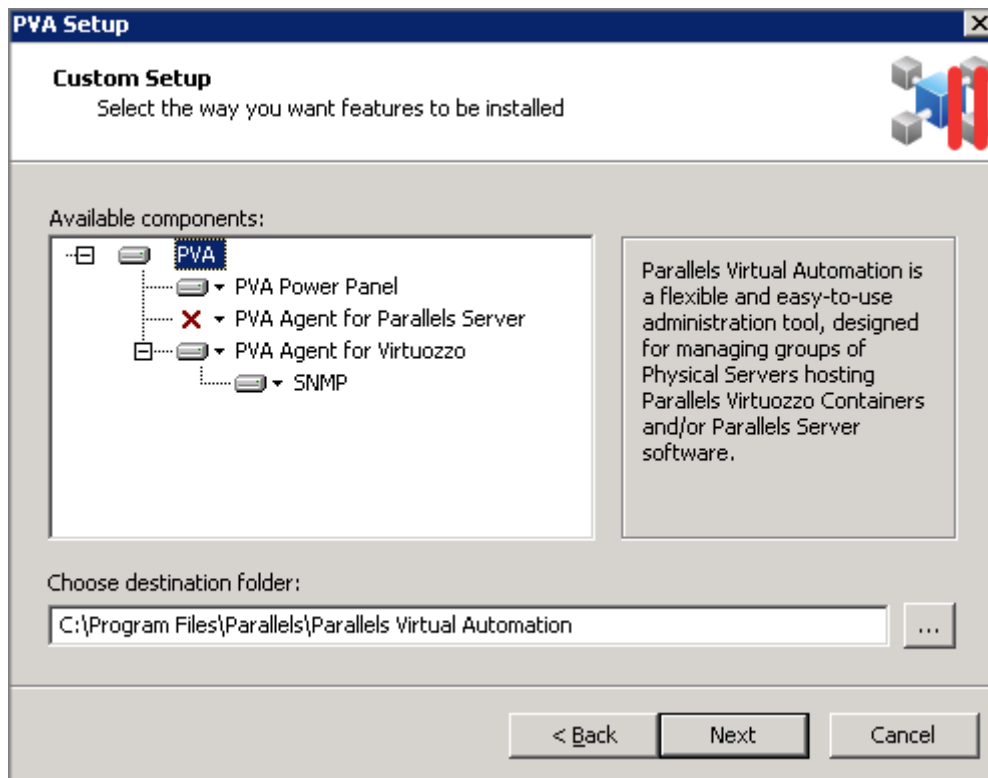 PVA Setup
Custom Setup
Select the way you want features to be installed
Available components:
PVA
PVA Power Panel
PVA Agent for Parallels Server
PVA Agent for Virtuozzo
SNMP
Parallels Virtual Automation is
a flexible and easy-to-use
administration tool, designed
for managing groups of
Physical Servers hosting
Parallels Virtuozzo Containers
and/or Parallels Server
software.
Choose destination folder:
C:\Program Files\Parallels\Parallels Virtual Automation
...
< Back
Next
Cancel